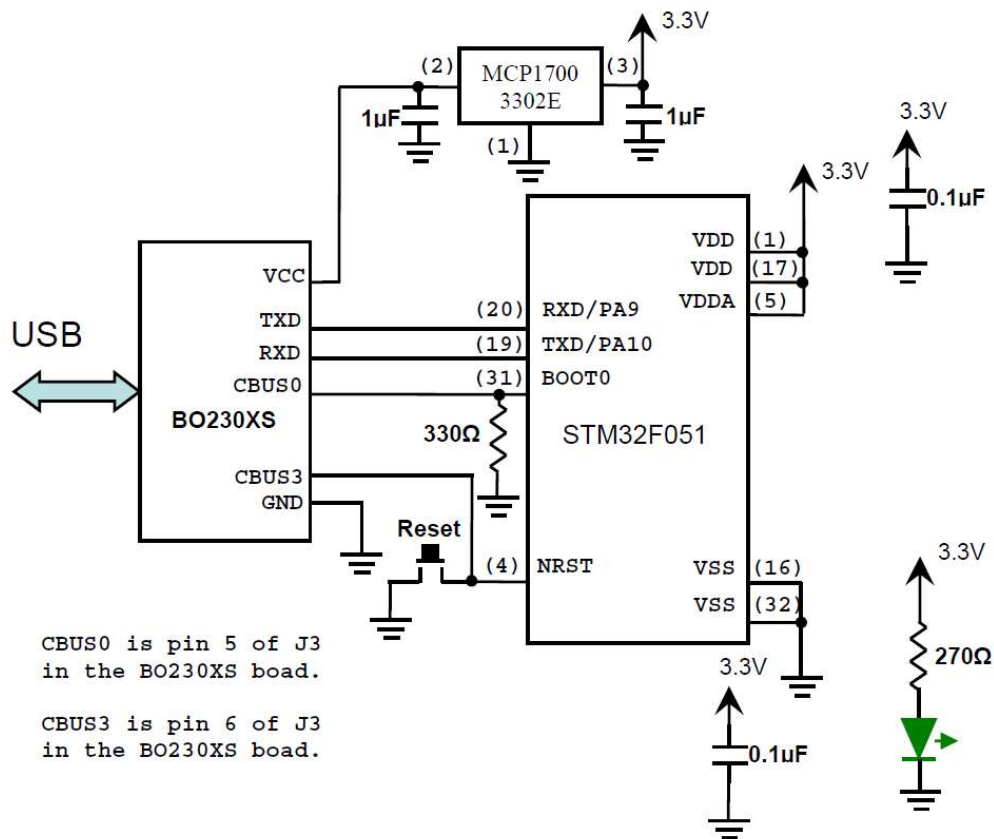 3.3V
(2)
MCP1700
3302E
(3)
1µF
(1)
1µF
3.3V
0.1µF
3.3V
VDD
(1)
VDD
(17)
VDDA
(5)
VCC
TXD
(20)
RXD/PA9
USB
RXD
(19)
TXD/PA10
CBUS0
(31)
BOOT0
BO230XS
330Ω
STM32F051
CBUS3
GND
Reset
(4)
NRST
VSS
(16)
VSS
(32)
3.3V
270Ω
CBUS0 is pin 5 of J3
in the BO230XS boad.
CBUS3 is pin 6 of J3
in the BO230XS boad.
3.3V
0.1µF